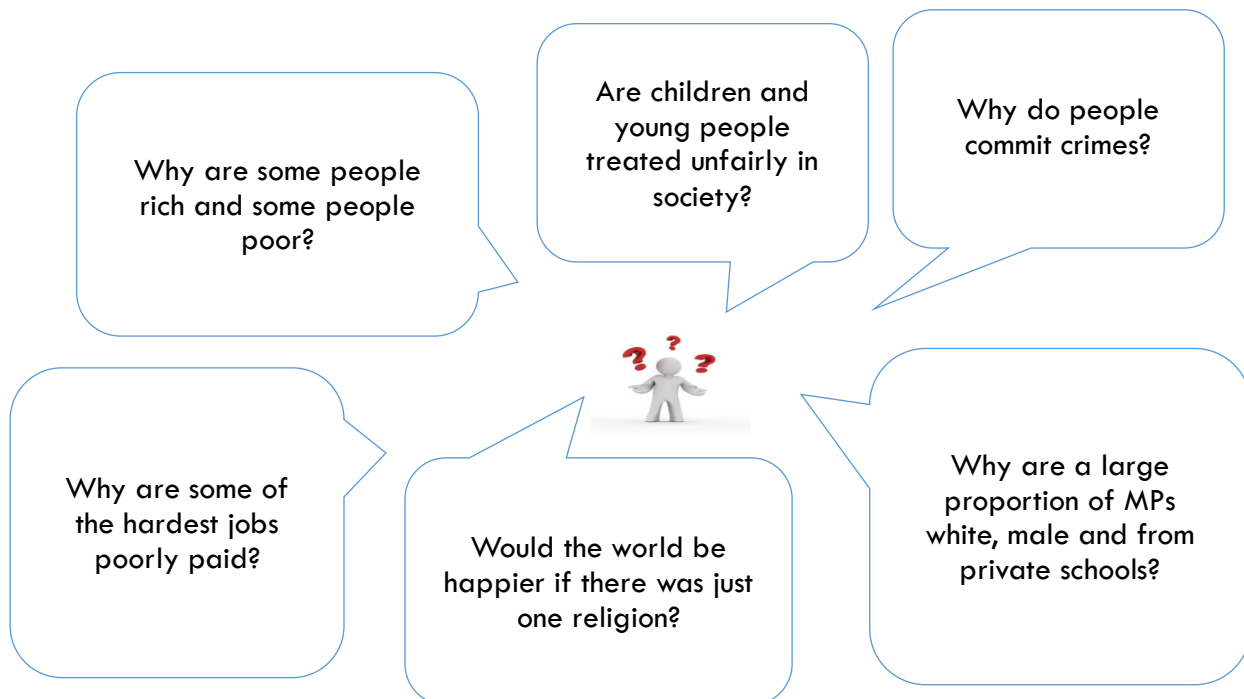 Why are some people
rich and some people
poor?
Are children and
young people
treated unfairly in
society?
Why do people
commit crimes?
? ? ?
Why are some of
the hardest jobs
poorly paid?
Would the world be
happier if there was just
one religion?
Why are a large
proportion of MPs
white, male and from
private schools?